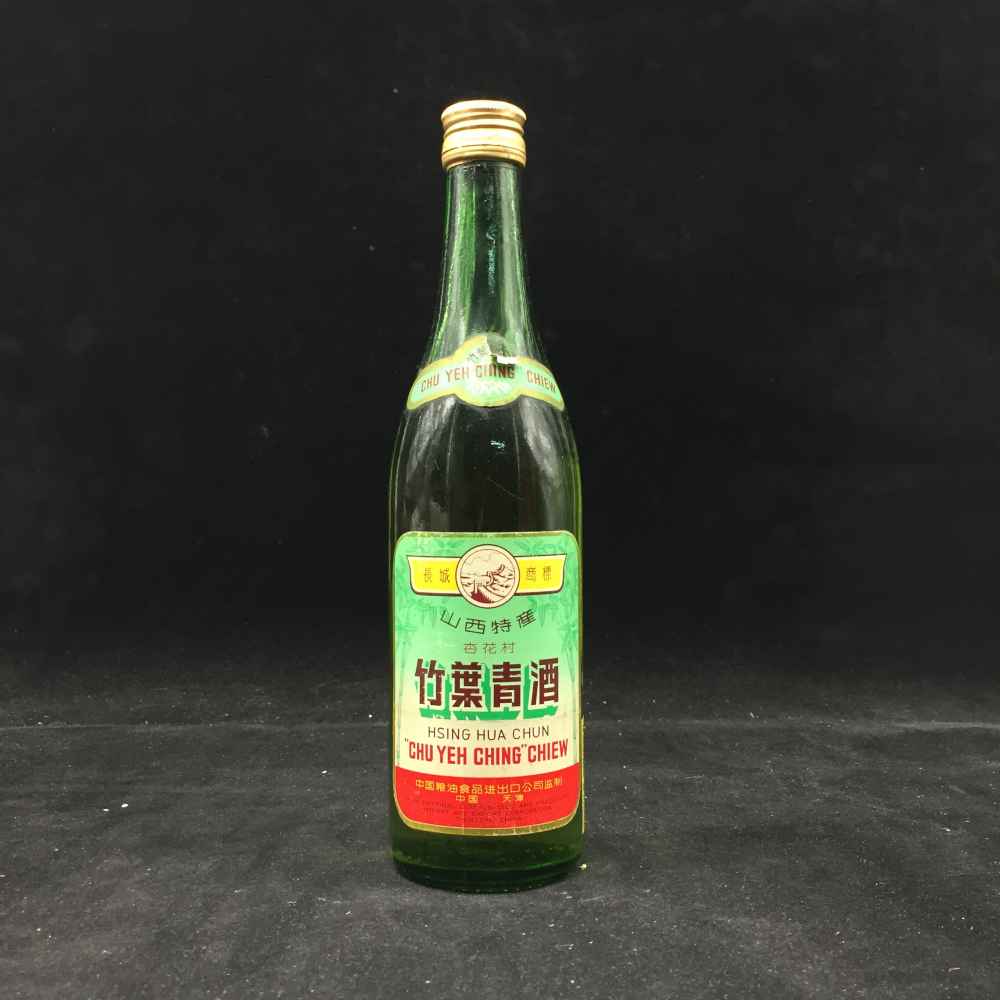 CHU YEH CHING" CHIEW
長城 商標
山西特產
杏花村
竹葉青酒
HSING HUA CHUN
"CHU YEH CHING" CHIEW
中国粮油食品进出口公司监制
中国 天津